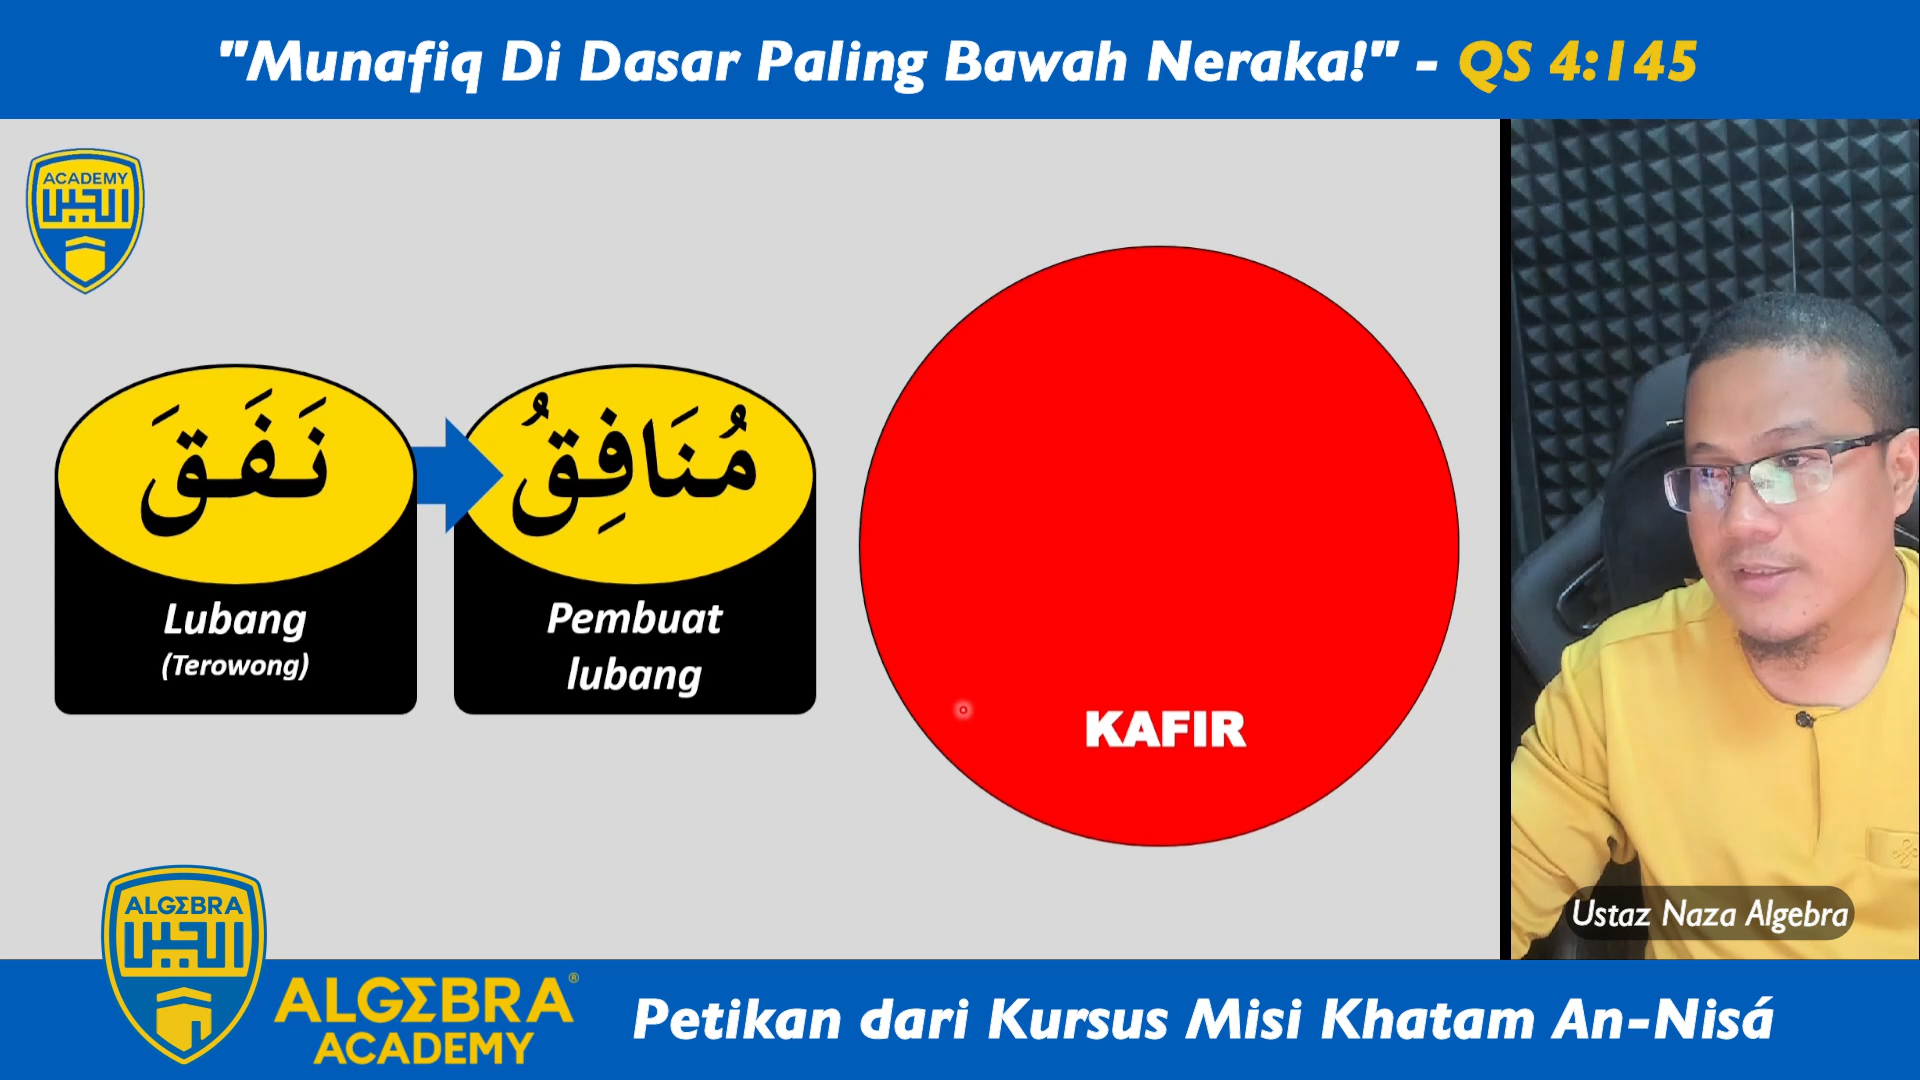 "Munafiq Di Dasar Paling Bawah Neraka!" - QS 4:145
ACADEMY
الجبر
نَفَقَ
مُنَافِقُ
Lubang
(Terowong)
Pembuat
lubang
KAFIR
Ustaz Naza Algebra
ALGΣBRA
الجبر
ALGΣBRA®
ACADEMY
Petikan dari Kursus Misi Khatam An-Nisá